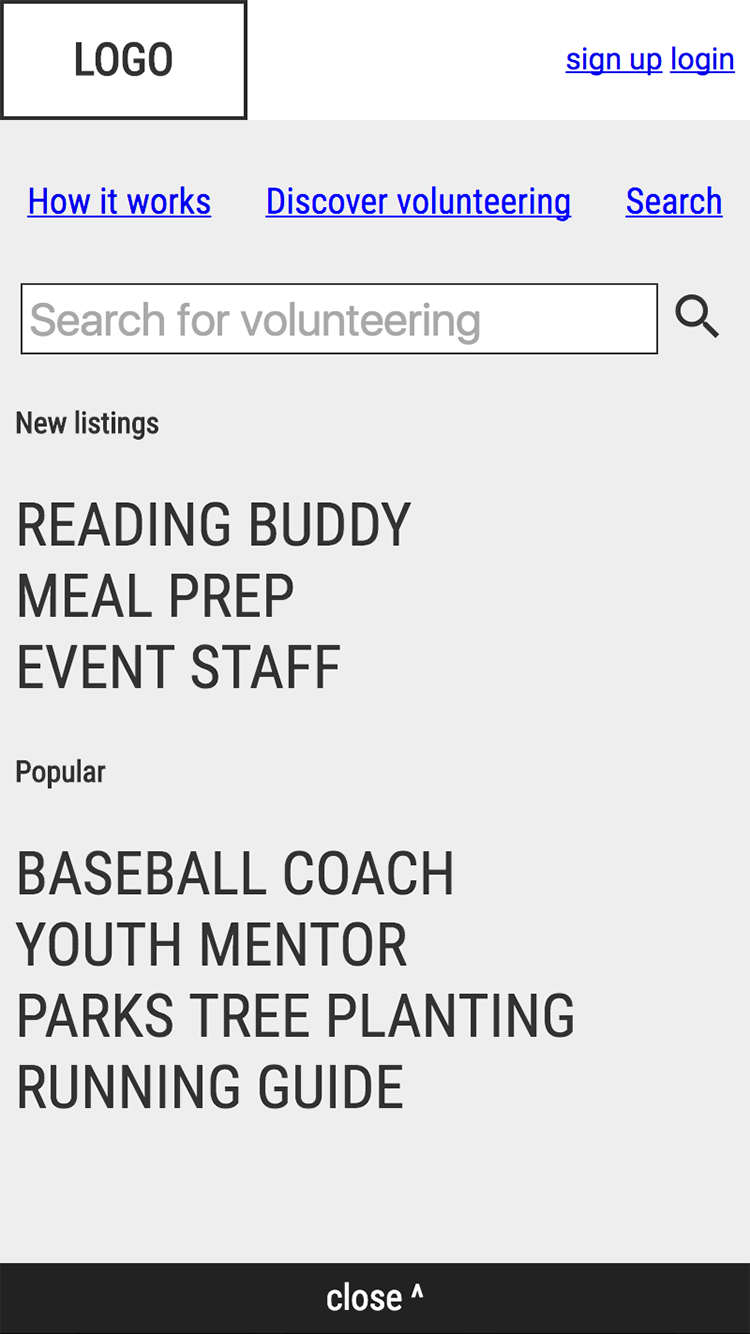 LOGO
sign up login
How it works Discover volunteering Search
Search for volunteering
New listings
READING BUDDY
MEAL PREP
EVENT STAFF
Popular
BASEBALL COACH
YOUTH MENTOR
PARKS TREE PLANTING
RUNNING GUIDE
close ^